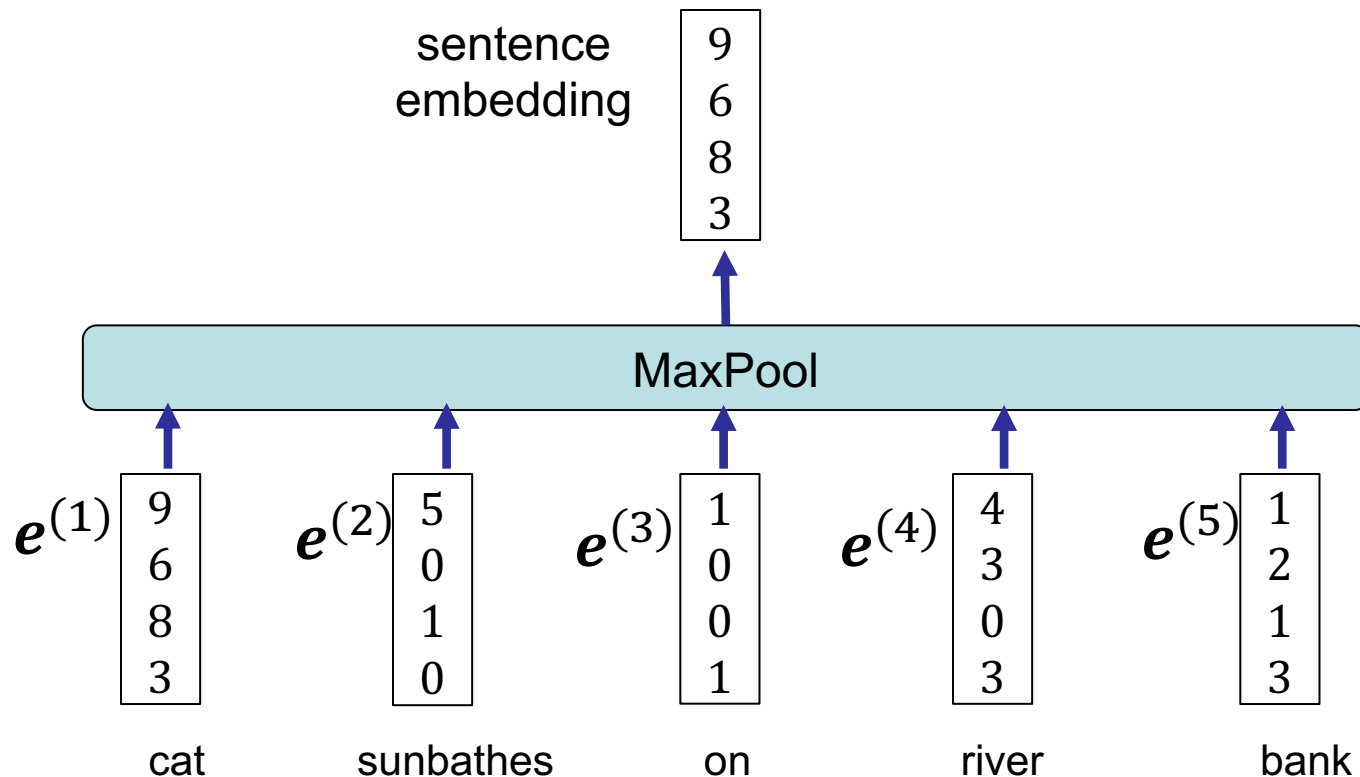 sentence
embedding
9
6
8
3
MaxPool
e⁽¹⁾
9
6
8
3
e⁽²⁾
5
0
1
0
e⁽³⁾
1
0
0
1
e⁽⁴⁾
4
3
0
3
e⁽⁵⁾
1
2
1
3
cat sunbathes on river bank